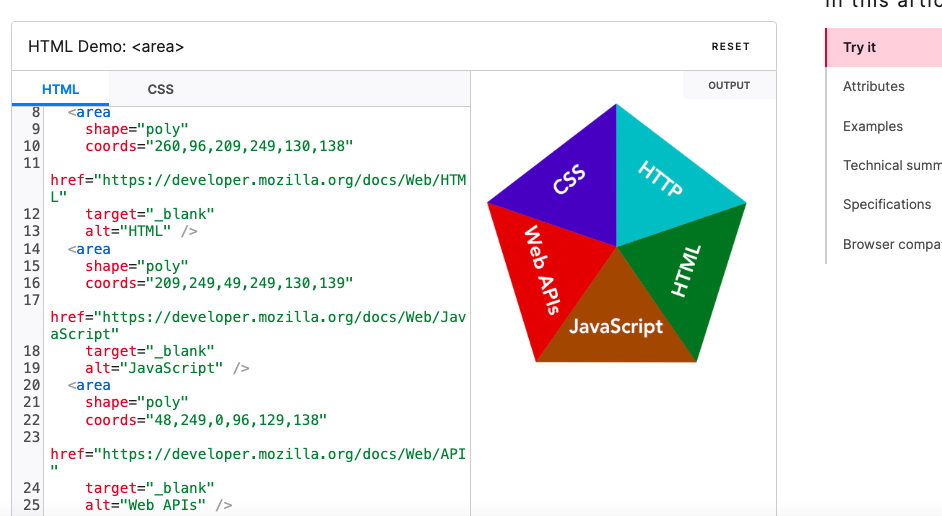 In this artic
HTML Demo: <area>
RESET
HTML
CSS
OUTPUT
8 <area
9 shape="poly"
10 coords="260,96,209,249,130,138"
11
href="https://developer.mozilla.org/docs/Web/HTM
L"
12 target="_blank"
13 alt="HTML" />
14 <area
15 shape="poly"
16 coords="209,249,49,249,130,139"
17
href="https://developer.mozilla.org/docs/Web/Jav
aScript"
18 target="_blank"
19 alt="JavaScript" />
20 <area
21 shape="poly"
22 coords="48,249,0,96,129,138"
23
href="https://developer.mozilla.org/docs/Web/API
"
24 target="_blank"
25 alt="Web APIs" />
CSS
HTTP
Web APIs
HTML
JavaScript
Try it
Attributes
Examples
Technical summ
Specifications
Browser compa